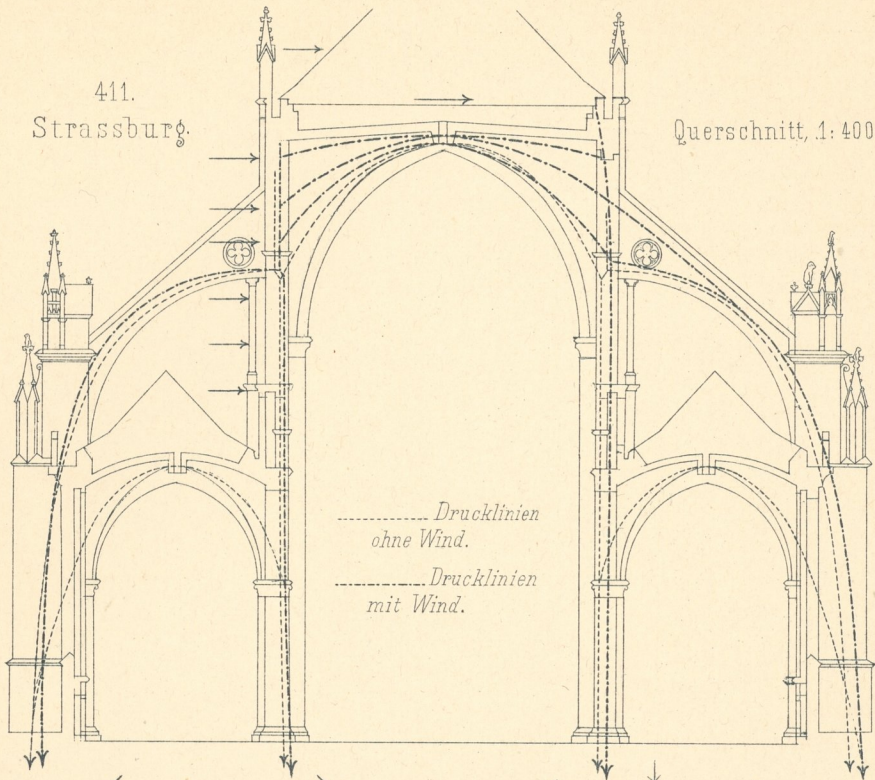 411.
Strassburg.
Querschnitt, 1:400
Drucklinien
ohne Wind.
Drucklinien
mit Wind.